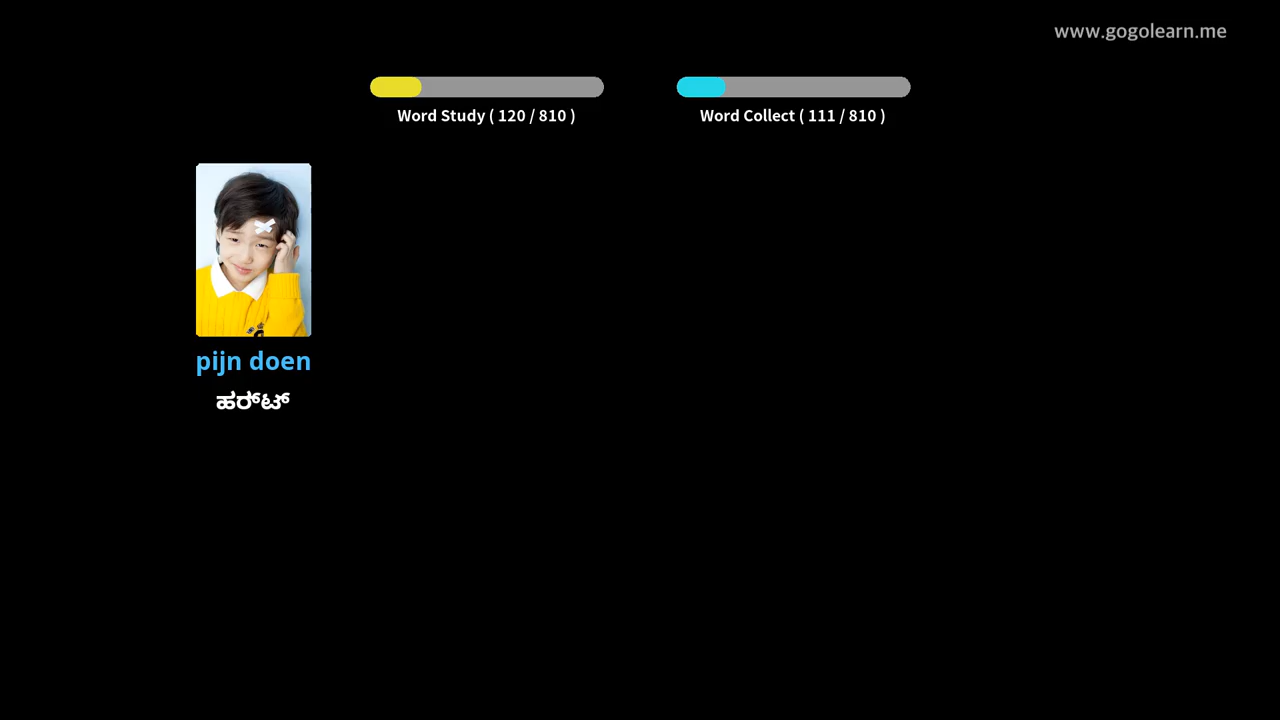 www.gogolearn.me
Word Study ( 120 / 810 )
Word Collect ( 111 / 810 )
pijn doen
ಹರ‍್ಟ್